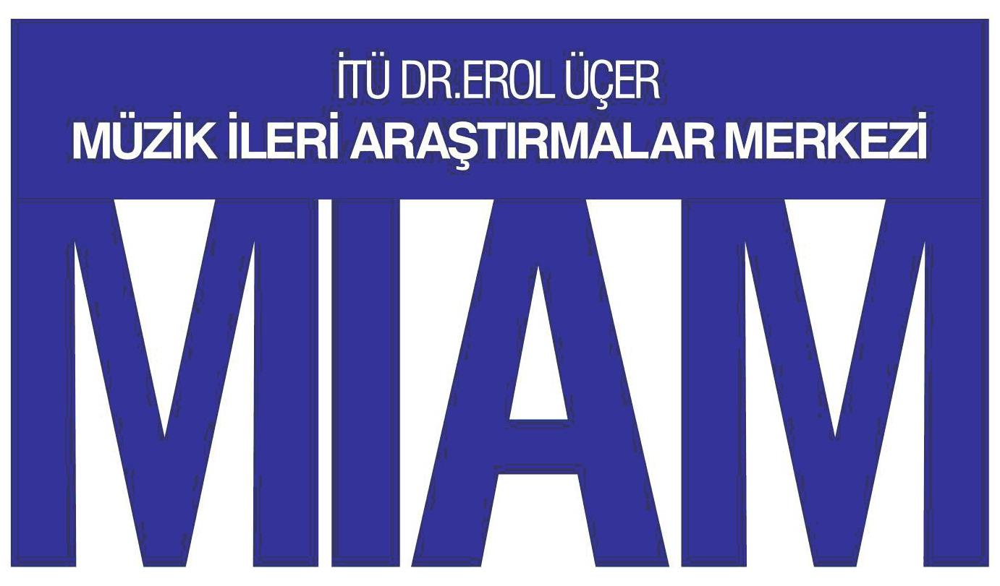 İTÜ DR.EROL ÜÇER
MÜZİK İLERİ ARAŞTIRMALAR MERKEZİ
MIAM